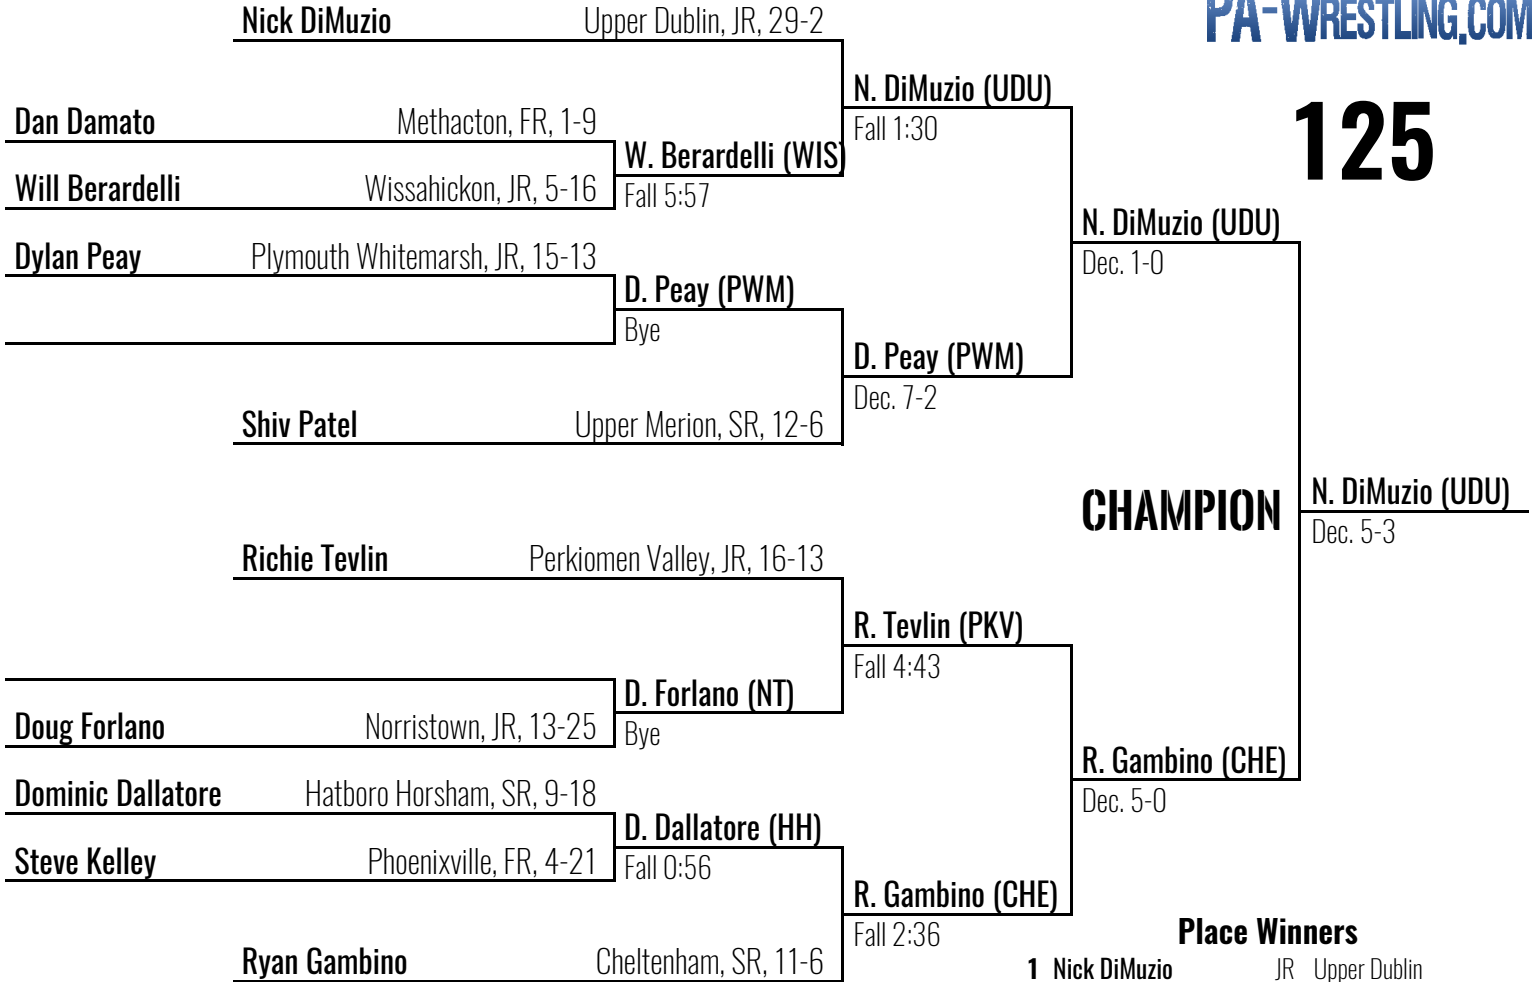 PA-WRESTLING.COM
125
Nick DiMuzio Upper Dublin, JR, 29-2
N. DiMuzio (UDU)
Fall 1:30
Dan Damato Methacton, FR, 1-9
W. Berardelli (WIS)
Fall 5:57
Will Berardelli Wissahickon, JR, 5-16
N. DiMuzio (UDU)
Dec. 1-0
Dylan Peay Plymouth Whitemarsh, JR, 15-13
D. Peay (PWM)
Bye
D. Peay (PWM)
Dec. 7-2
Shiv Patel Upper Merion, SR, 12-6
CHAMPION
N. DiMuzio (UDU)
Dec. 5-3
Richie Tevlin Perkiomen Valley, JR, 16-13
R. Tevlin (PKV)
Fall 4:43
D. Forlano (NT)
Bye
Doug Forlano Norristown, JR, 13-25
R. Gambino (CHE)
Dec. 5-0
Dominic Dallatore Hatboro Horsham, SR, 9-18
D. Dallatore (HH)
Fall 0:56
Steve Kelley Phoenixville, FR, 4-21
R. Gambino (CHE)
Fall 2:36
Ryan Gambino Cheltenham, SR, 11-6
Place Winners
1 Nick DiMuzio JR Upper Dublin